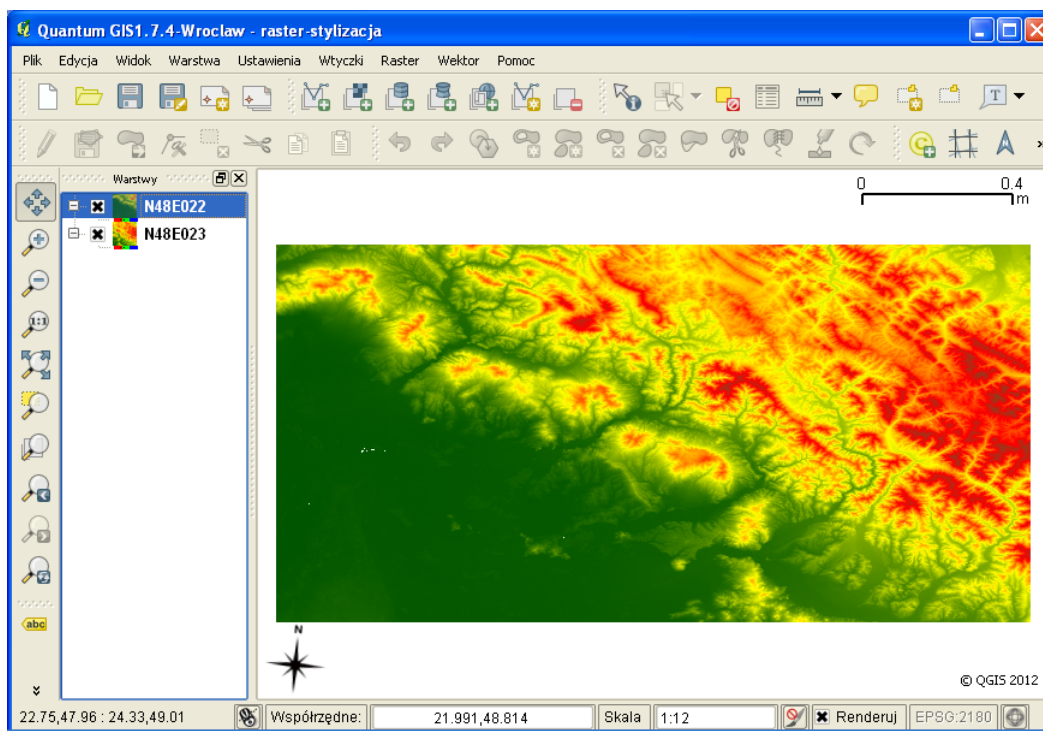 Quantum GIS1.7.4-Wroclaw - raster-stylizacja
Plik Edycja Widok Warstwa Ustawienia Wtyczki Raster Wektor Pomoc
T
Warstwy
N48E022
N48E023
1:1
abc
0 0.4
m
N
© QGIS 2012
22.75,47.96 : 24.33,49.01 Współrzędne: 21.991,48.814 Skala 1:12 Renderuj EPSG:2180